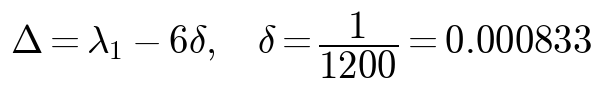 Δ = λ₁ − 6δ, δ = 1/1200 = 0.000833